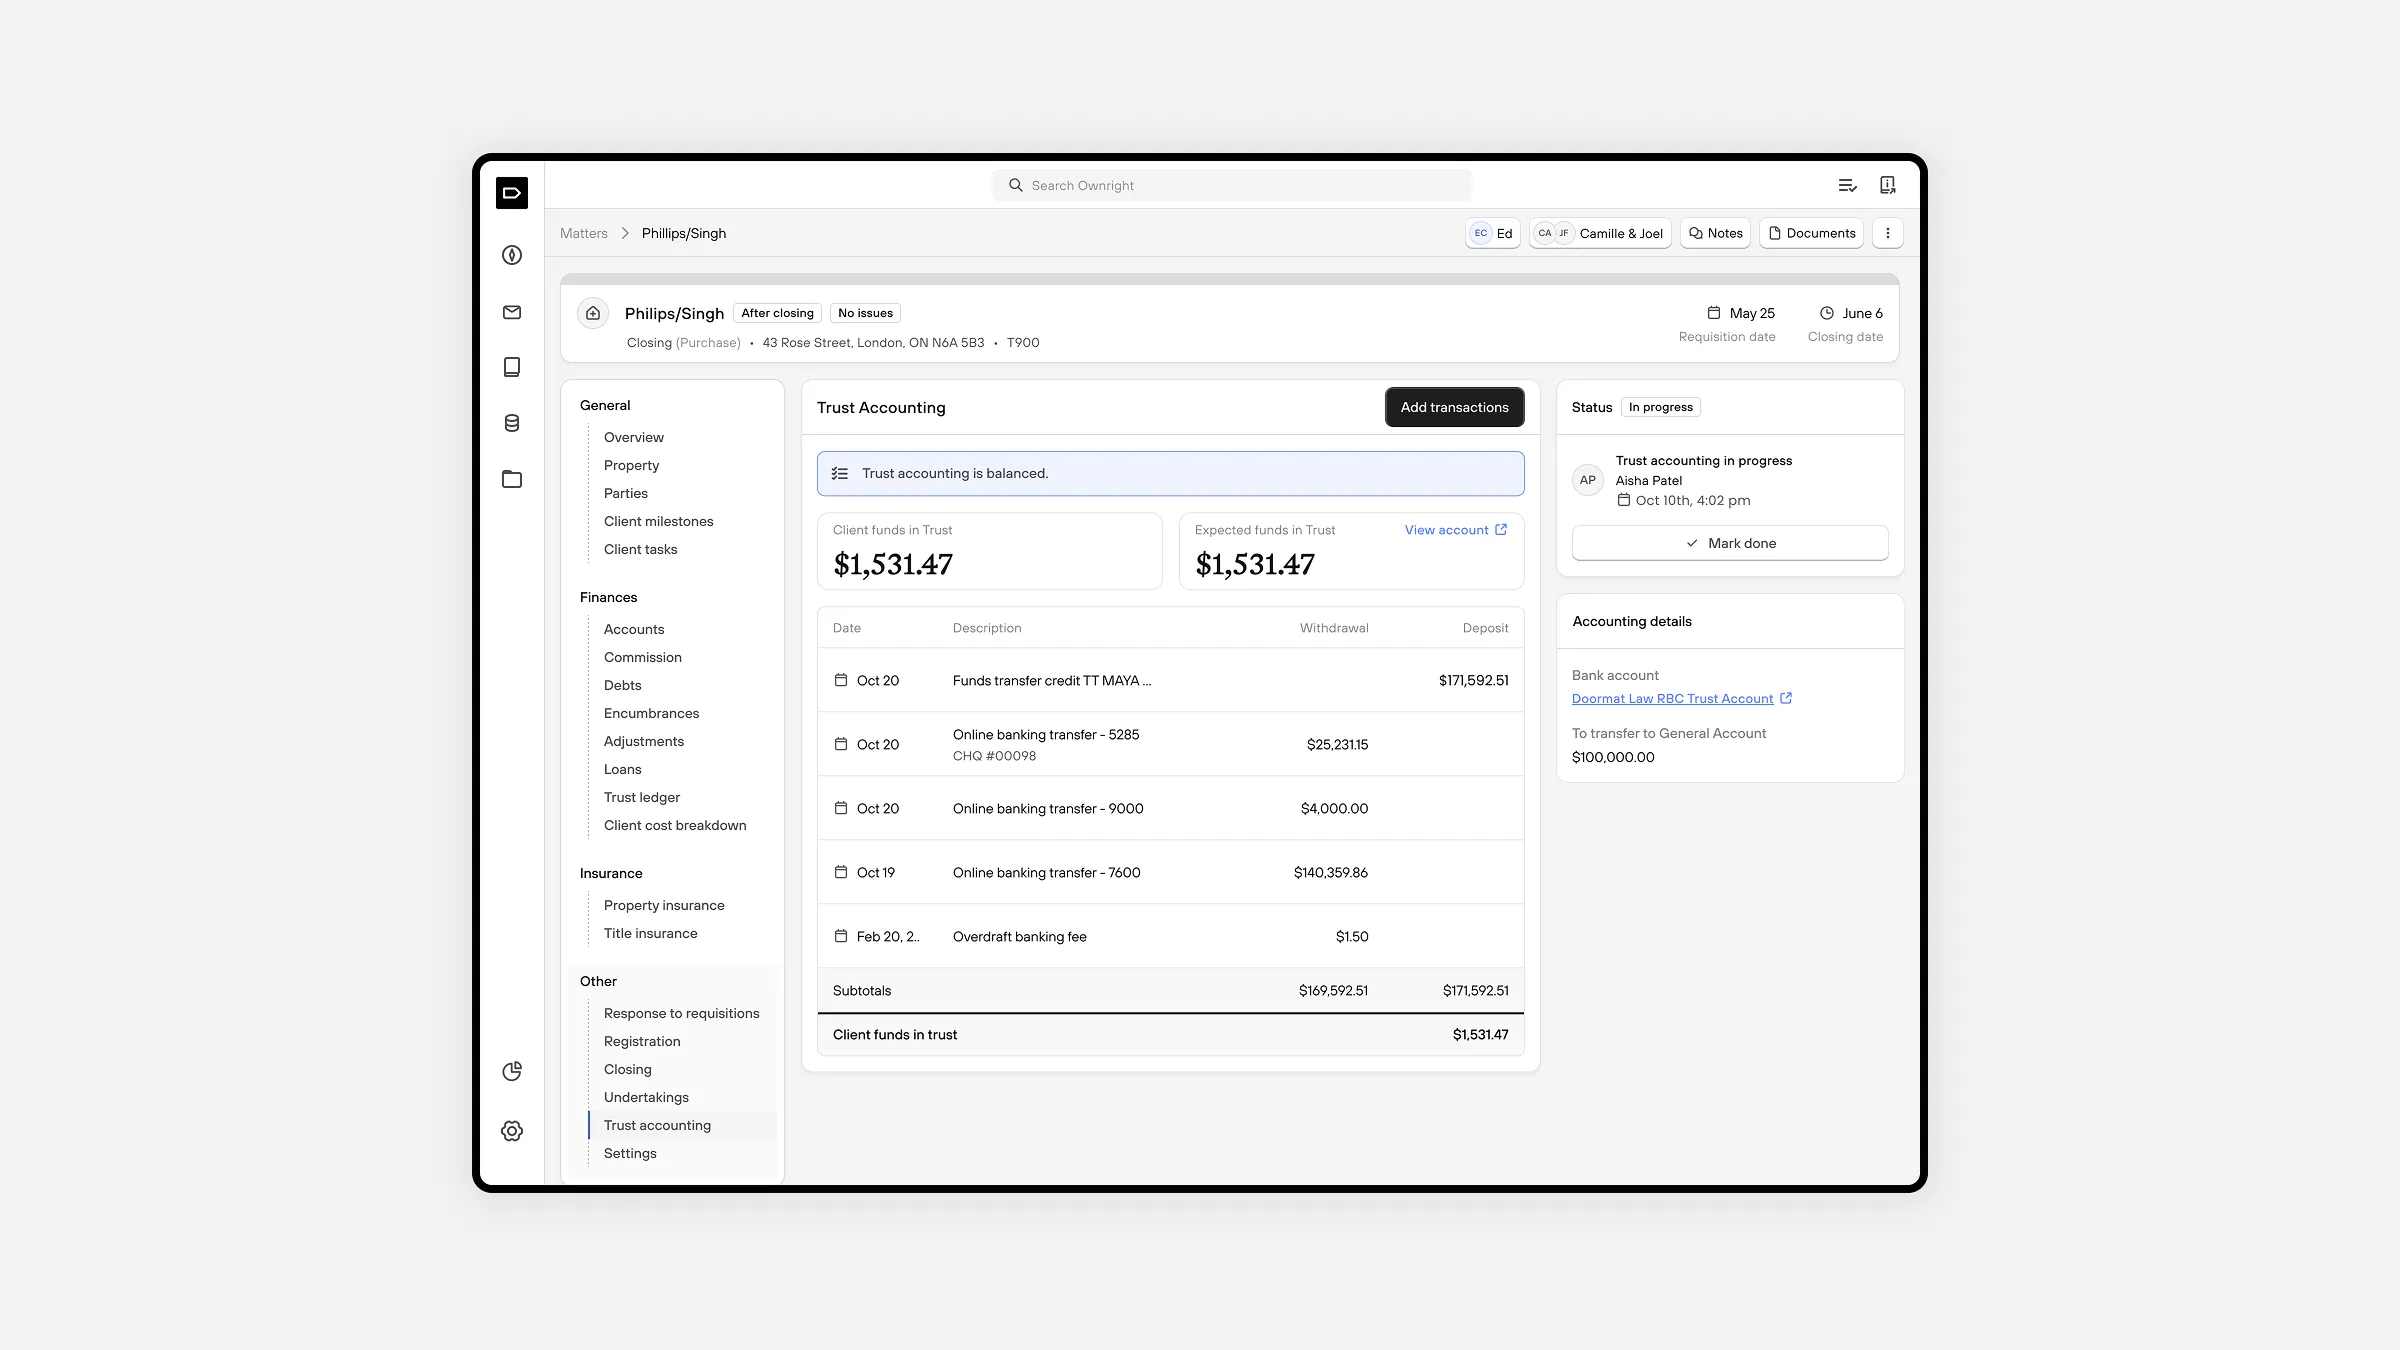 Search Ownright
Matters
Phillips/Singh
EC Ed
CA JF Camille & Joel
Notes
Documents
Philips/Singh
After closing
No issues
Closing (Purchase) • 43 Rose Street, London, ON N6A 5B3 • T900
May 25
Requisition date
June 6
Closing date
General
Overview
Property
Parties
Client milestones
Client tasks
Finances
Accounts
Commission
Debts
Encumbrances
Adjustments
Loans
Trust ledger
Client cost breakdown
Insurance
Property insurance
Title insurance
Other
Response to requisitions
Registration
Closing
Undertakings
Trust accounting
Settings
Trust Accounting
Add transactions
Trust accounting is balanced.
Client funds in Trust
$1,531.47
Expected funds in Trust
View account
$1,531.47
Date Description Withdrawal Deposit
Oct 20 Funds transfer credit TT MAYA ... $171,592.51
Oct 20 Online banking transfer - 5285 $25,231.15
CHQ #00098
Oct 20 Online banking transfer - 9000 $4,000.00
Oct 19 Online banking transfer - 7600 $140,359.86
Feb 20, 2.. Overdraft banking fee $1.50
Subtotals $169,592.51 $171,592.51
Client funds in trust $1,531.47
Status
In progress
AP
Trust accounting in progress
Aisha Patel
Oct 10th, 4:02 pm
Mark done
Accounting details
Bank account
Doormat Law RBC Trust Account
To transfer to General Account
$100,000.00